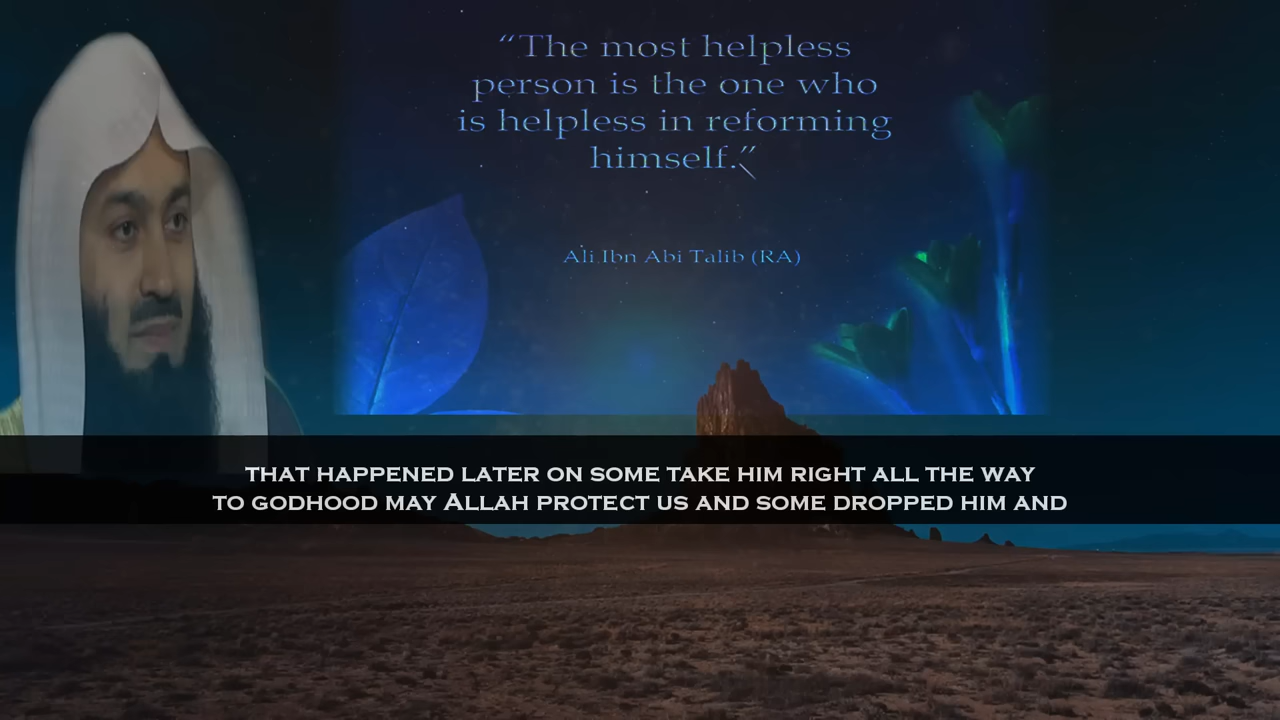 “The most helpless
person is the one who
is helpless in reforming
himself.”
Ali Ibn Abi Talib (RA)
THAT HAPPENED LATER ON SOME TAKE HIM RIGHT ALL THE WAY
TO GODHOOD MAY ALLAH PROTECT US AND SOME DROPPED HIM AND